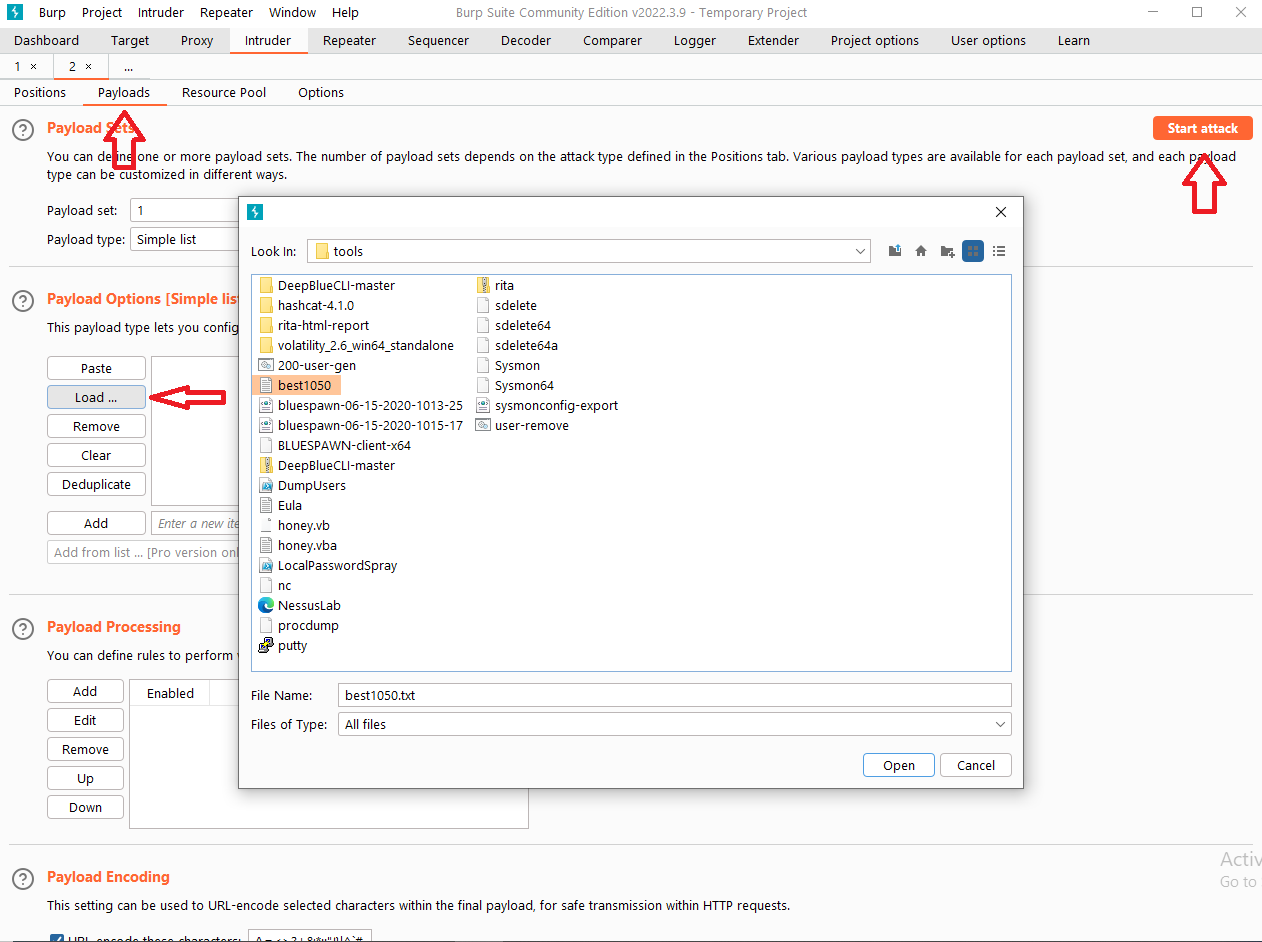 Burp Project Intruder Repeater Window Help Burp Suite Community Edition v2022.3.9 - Temporary Project
Dashboard Target Proxy Intruder Repeater Sequencer Decoder Comparer Logger Extender Project options User options Learn
1 × 2 × ...
Positions Payloads Resource Pool Options
? Payload Sets Start attack
You can define one or more payload sets. The number of payload sets depends on the attack type defined in the Positions tab. Various payload types are available for each payload set, and each payload
type can be customized in different ways.
Payload set: 1
Payload type: Simple list
Look In: tools
? Payload Options [Simple list
This payload type lets you config
Paste
Load ...
Remove
Clear
Deduplicate
Add Enter a new ite
Add from list ... [Pro version only
DeepBlueCLI-master
hashcat-4.1.0
rita-html-report
volatility_2.6_win64_standalone
200-user-gen
best1050
bluespawn-06-15-2020-1013-25
bluespawn-06-15-2020-1015-17
BLUESPAWN-client-x64
DeepBlueCLI-master
DumpUsers
Eula
honey.vb
honey.vba
LocalPasswordSpray
nc
NessusLab
procdump
putty
rita
sdelete
sdelete64
sdelete64a
Sysmon
Sysmon64
sysmonconfig-export
user-remove
File Name: best1050.txt
Files of Type: All files
Open Cancel
? Payload Processing
You can define rules to perform
Add
Edit
Remove
Up
Down
Enabled
? Payload Encoding
This setting can be used to URL-encode selected characters within the final payload, for safe transmission within HTTP requests.
URL-encode these characters:
Activ
Go to